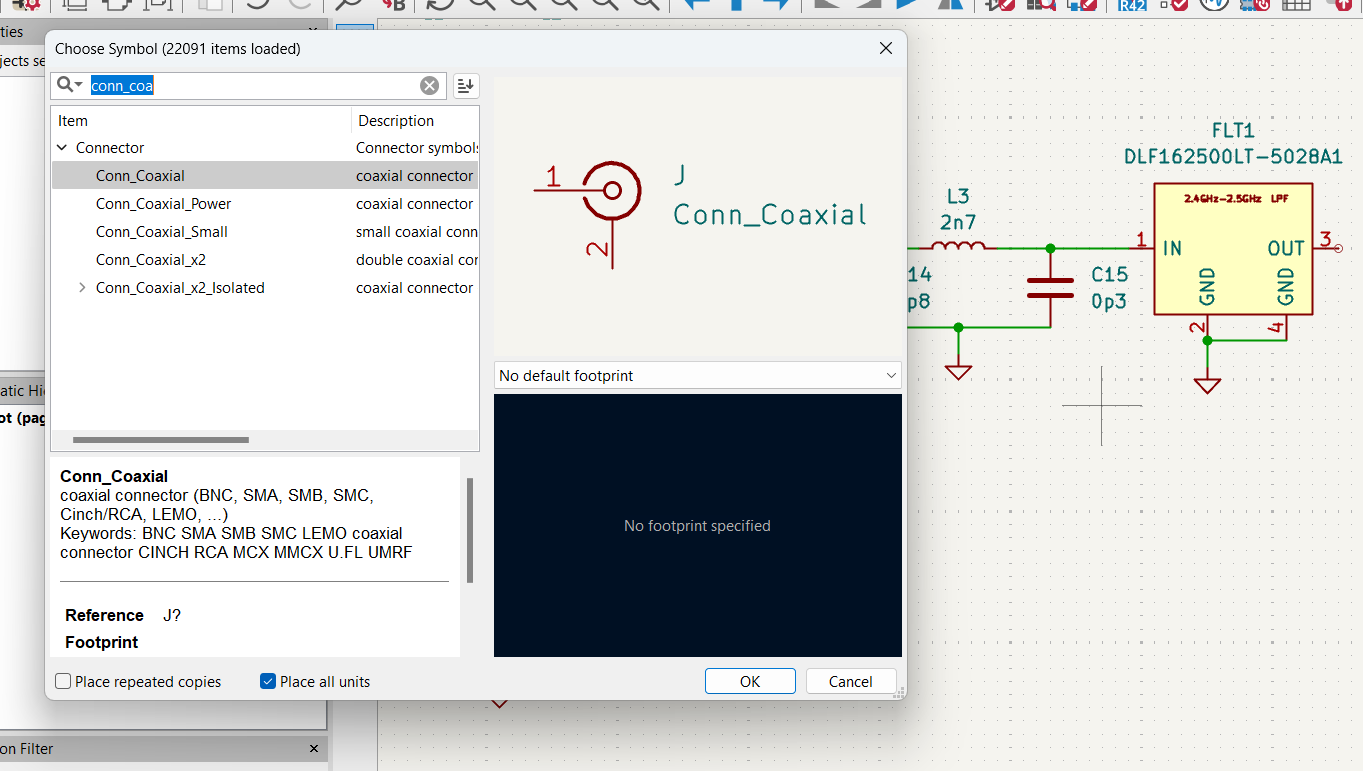 R42
ties
Choose Symbol (22091 items loaded)
jects se
conn_coa
Item
Description
Connector
Connector symbol
Conn_Coaxial
coaxial connector
Conn_Coaxial_Power
coaxial connector
Conn_Coaxial_Small
small coaxial conn
Conn_Coaxial_x2
double coaxial cor
Conn_Coaxial_x2_Isolated
coaxial connector
1
2
J
Conn_Coaxial
No default footprint
No footprint specified
atic Hi
ot (pag
Conn_Coaxial
coaxial connector (BNC, SMA, SMB, SMC,
Cinch/RCA, LEMO, ...)
Keywords: BNC SMA SMB SMC LEMO coaxial
connector CINCH RCA MCX MMCX U.FL UMRF
Reference J?
Footprint
Place repeated copies
Place all units
OK
Cancel
on Filter
L3
2n7
14
p8
C15
0p3
FLT1
DLF162500LT-5028A1
2.4GHz-2.5GHz LPF
1
IN
OUT
3
GND
GND
2
4